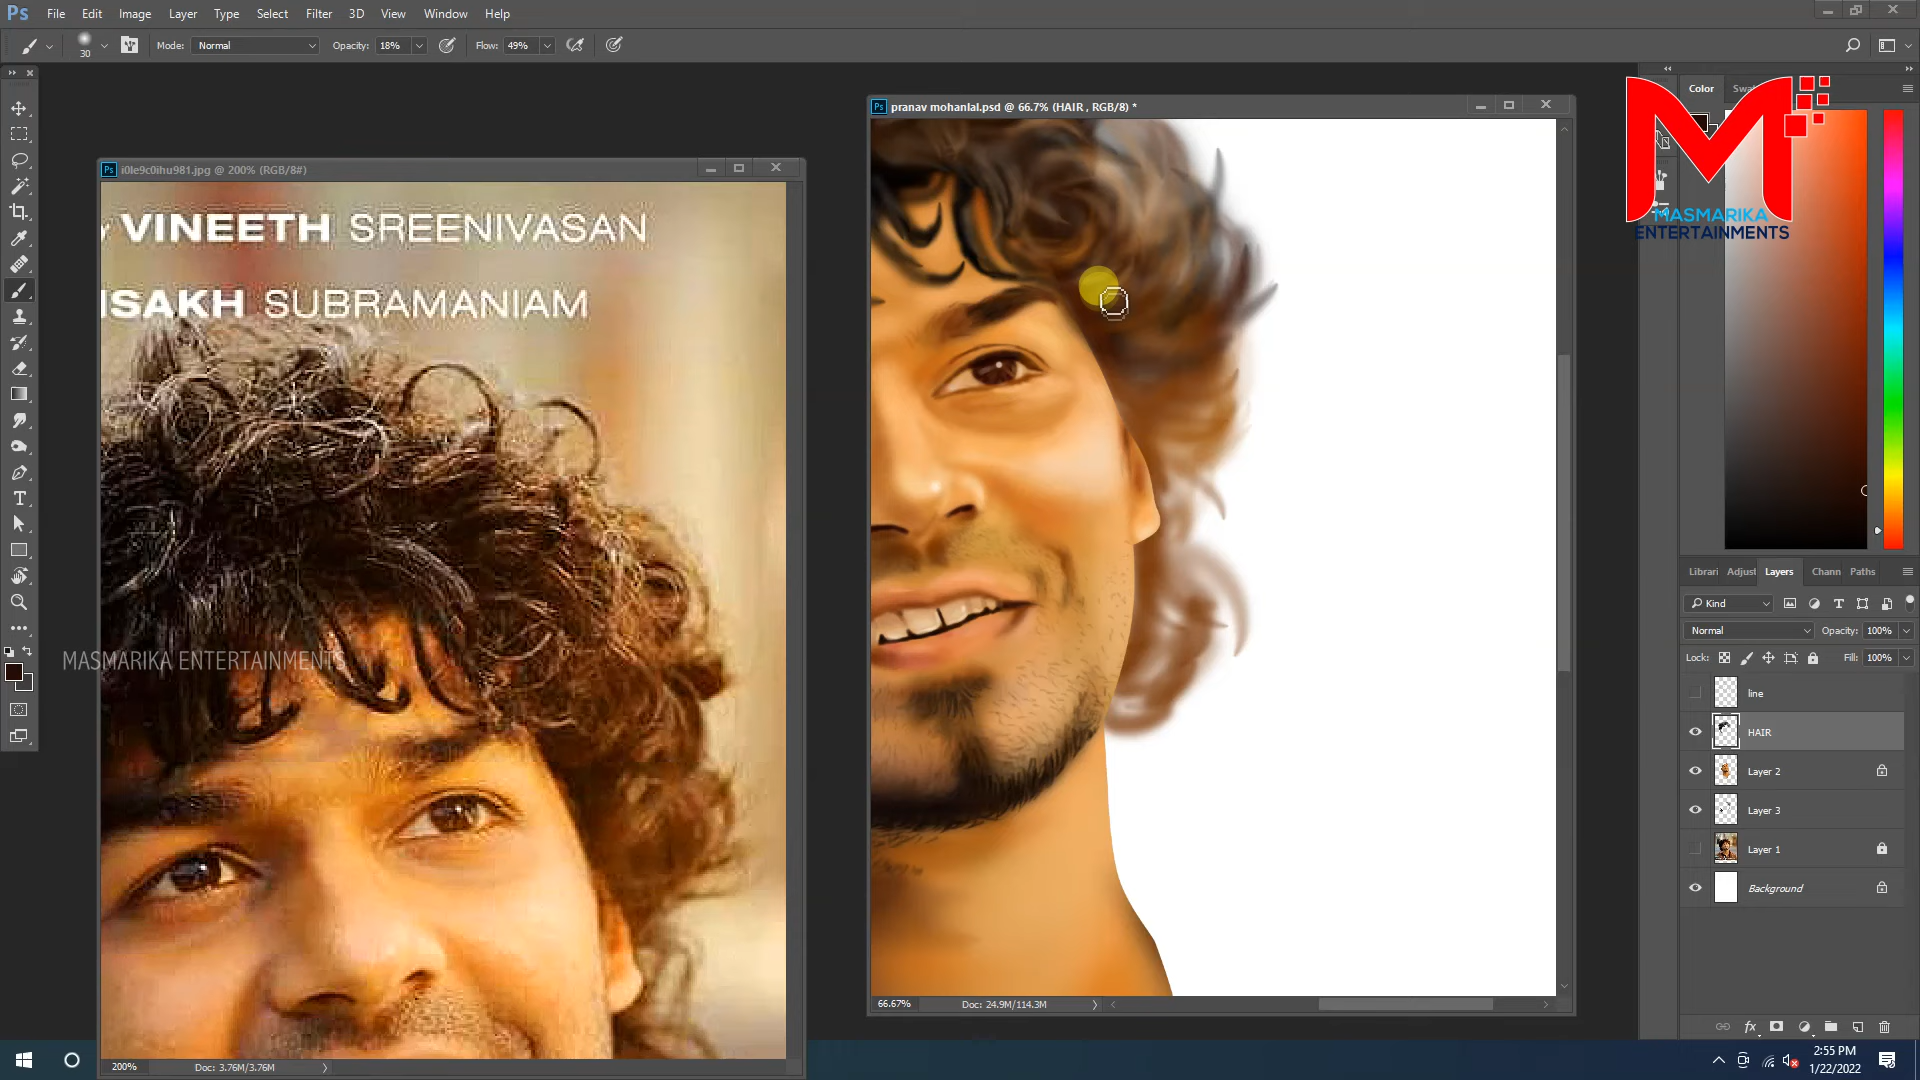 Ps File Edit Image Layer Type Select Filter 3D View Window Help
30 Mode: Normal Opacity: 18% Flow: 49%
Ps i0le9c0ihu981.jpg @ 200% (RGB/8#)
VINEETH SREENIVASAN
ISAKH SUBRAMANIAM
MASMARIKA ENTERTAINMENTS
200% Doc: 3.76M/3.76M
Ps pranav mohanlal.psd @ 66.7% (HAIR , RGB/8) *
66.67% Doc: 24.9M/114.3M
Color
M
MASMARIKA
ENTERTAINMENTS
Librari Adjust Layers Chann Paths
Kind
Normal Opacity: 100%
Lock: Fill: 100%
line
HAIR
Layer 2
Layer 3
Layer 1
Background
fx
2:55 PM
1/22/2022